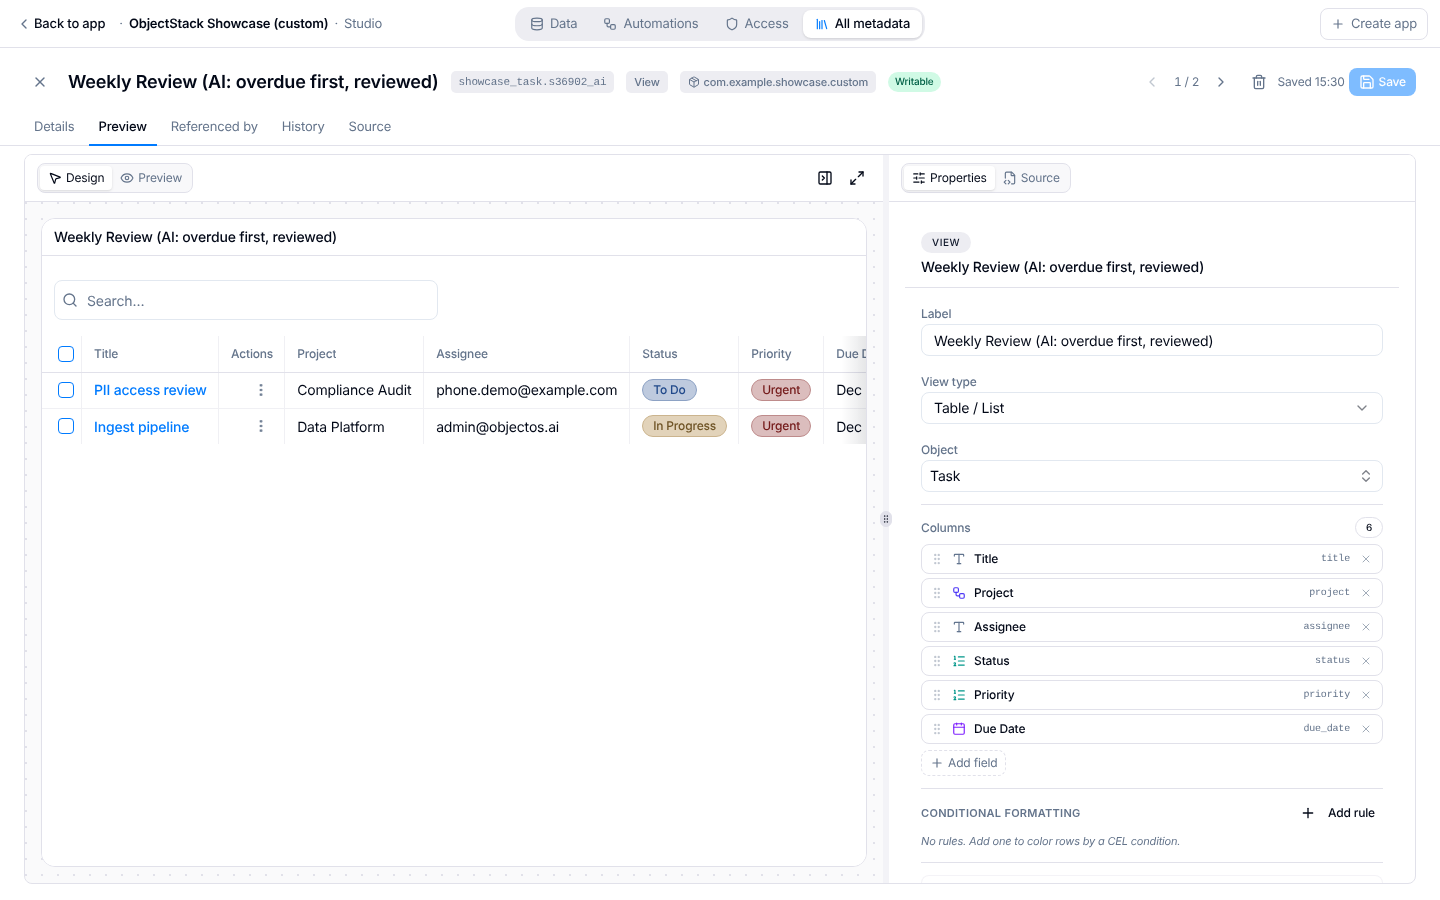 Back to app · ObjectStack Showcase (custom) · Studio
Data
Automations
Access
All metadata
Create app
Weekly Review (AI: overdue first, reviewed)
showcase_task.s36902_ai
View
com.example.showcase.custom
Writable
1 / 2
Saved 15:30
Save
Details
Preview
Referenced by
History
Source
Design
Preview
Properties
Source
Weekly Review (AI: overdue first, reviewed)
Search...
Title Actions Project Assignee Status Priority Due D
PII access review Compliance Audit phone.demo@example.com To Do Urgent Dec
Ingest pipeline Data Platform admin@objectos.ai In Progress Urgent Dec
VIEW
Weekly Review (AI: overdue first, reviewed)
Label
Weekly Review (AI: overdue first, reviewed)
View type
Table / List
Object
Task
Columns 6
Title title
Project project
Assignee assignee
Status status
Priority priority
Due Date due_date
Add field
CONDITIONAL FORMATTING
Add rule
No rules. Add one to color rows by a CEL condition.